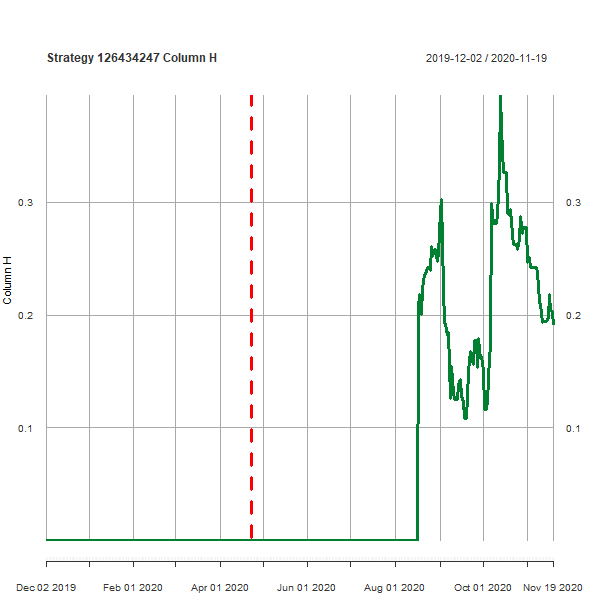 Strategy 126434247 Column H
2019-12-02 / 2020-11-19
Column H
0.3
0.3
0.2
0.2
0.1
0.1
Dec 02 2019
Feb 01 2020
Apr 01 2020
Jun 01 2020
Aug 01 2020
Oct 01 2020
Nov 19 2020